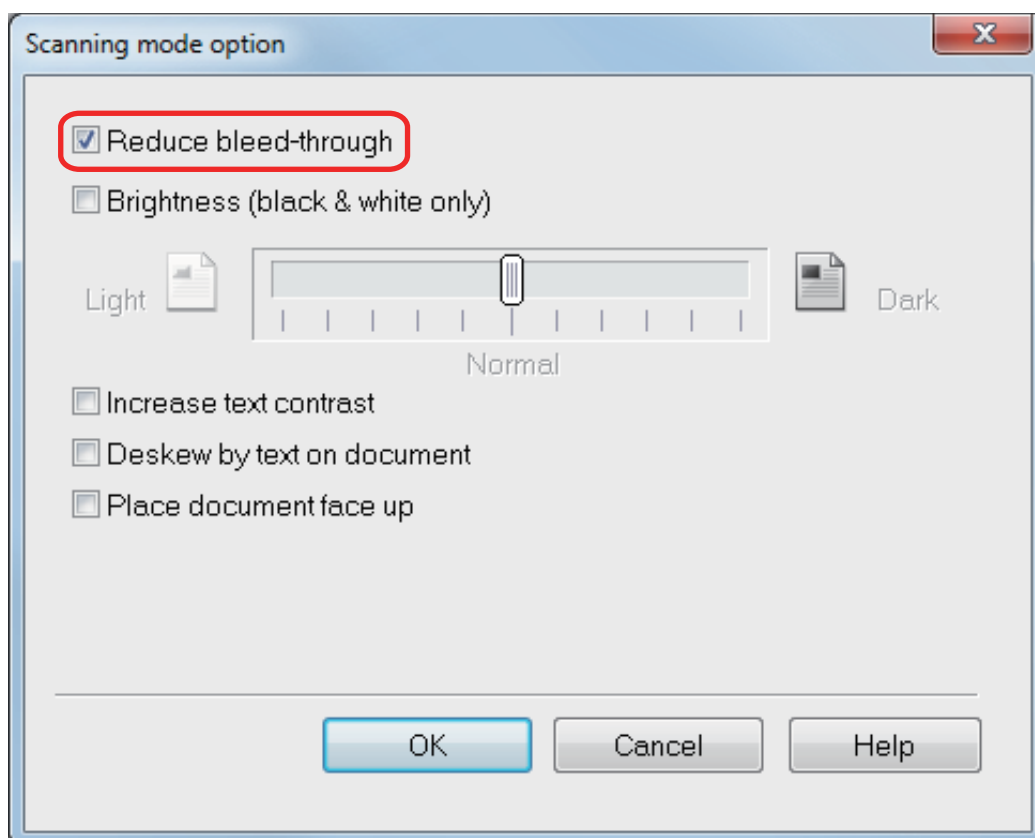 Scanning mode option
Reduce bleed-through
Brightness (black & white only)
Light Dark
Normal
Increase text contrast
Deskew by text on document
Place document face up
OK Cancel Help